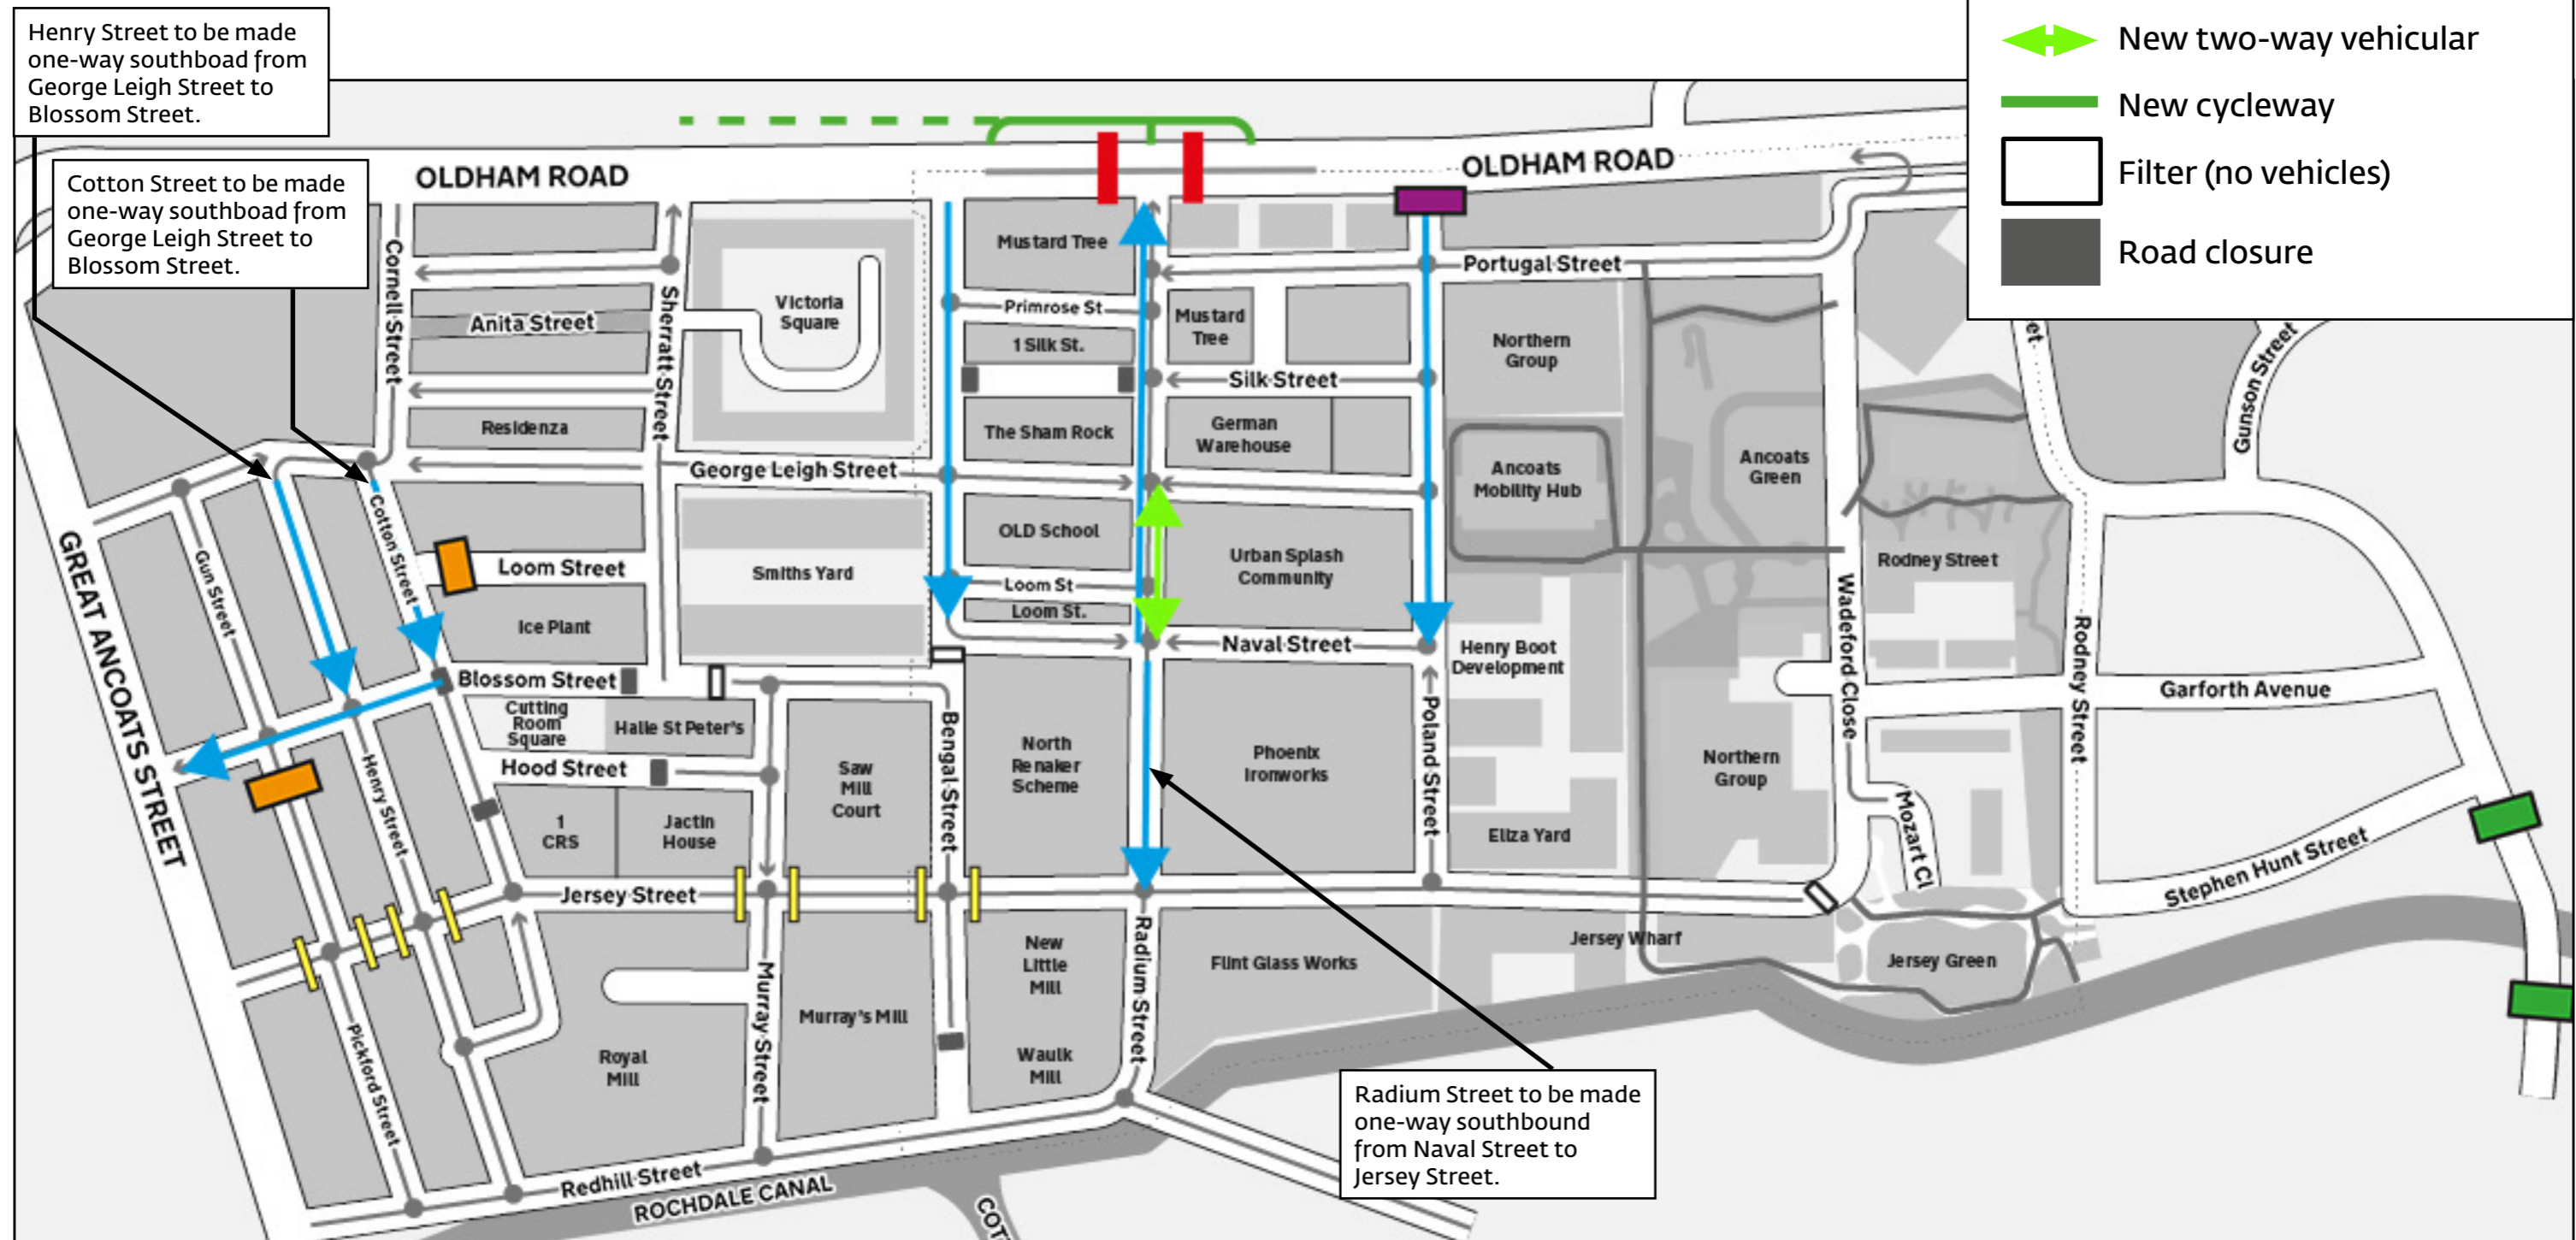 Henry Street to be made
one-way southboad from
George Leigh Street to
Blossom Street.
Cotton Street to be made
one-way southboad from
George Leigh Street to
Blossom Street.
New two-way vehicular
New cycleway
Filter (no vehicles)
Road closure
OLDHAM ROAD
OLDHAM ROAD
Cornell Street
Anita Street
Sherratt Street
Victoria
Square
Mustard Tree
Primrose St
1 Silk St.
Mustard
Tree
Portugal Street
Silk Street
Northern
Group
Residenza
The Sham Rock
German
Warehouse
George Leigh Street
Ancoats
Mobility Hub
Ancoats
Green
et
Gunson Street
GREAT ANCOATS STREET
Gun Street
Cotton Street
Loom Street
Smiths Yard
OLD School
Loom St
Loom St.
Urban Splash
Community
Rodney Street
Ice Plant
Naval Street
Henry Boot
Development
Wadeford Close
Rodney Street
Garforth Avenue
Blossom Street
Cutting
Room
Square
Halle St Peter's
Hood Street
Henry Street
1
CRS
Jactin
House
Saw
Mill
Court
Bengal Street
North
Renaker
Scheme
Phoenix
Ironworks
Poland Street
Eliza Yard
Northern
Group
Mozart Cl
Stephen Hunt Street
Jersey Street
Jersey Wharf
Jersey Green
Pickford Street
Royal
Mill
Murray Street
Murray's Mill
New
Little
Mill
Waulk
Mill
Radium Street
Flint Glass Works
Radium Street to be made
one-way southbound
from Naval Street to
Jersey Street.
Redhill Street
ROCHDALE CANAL
COT